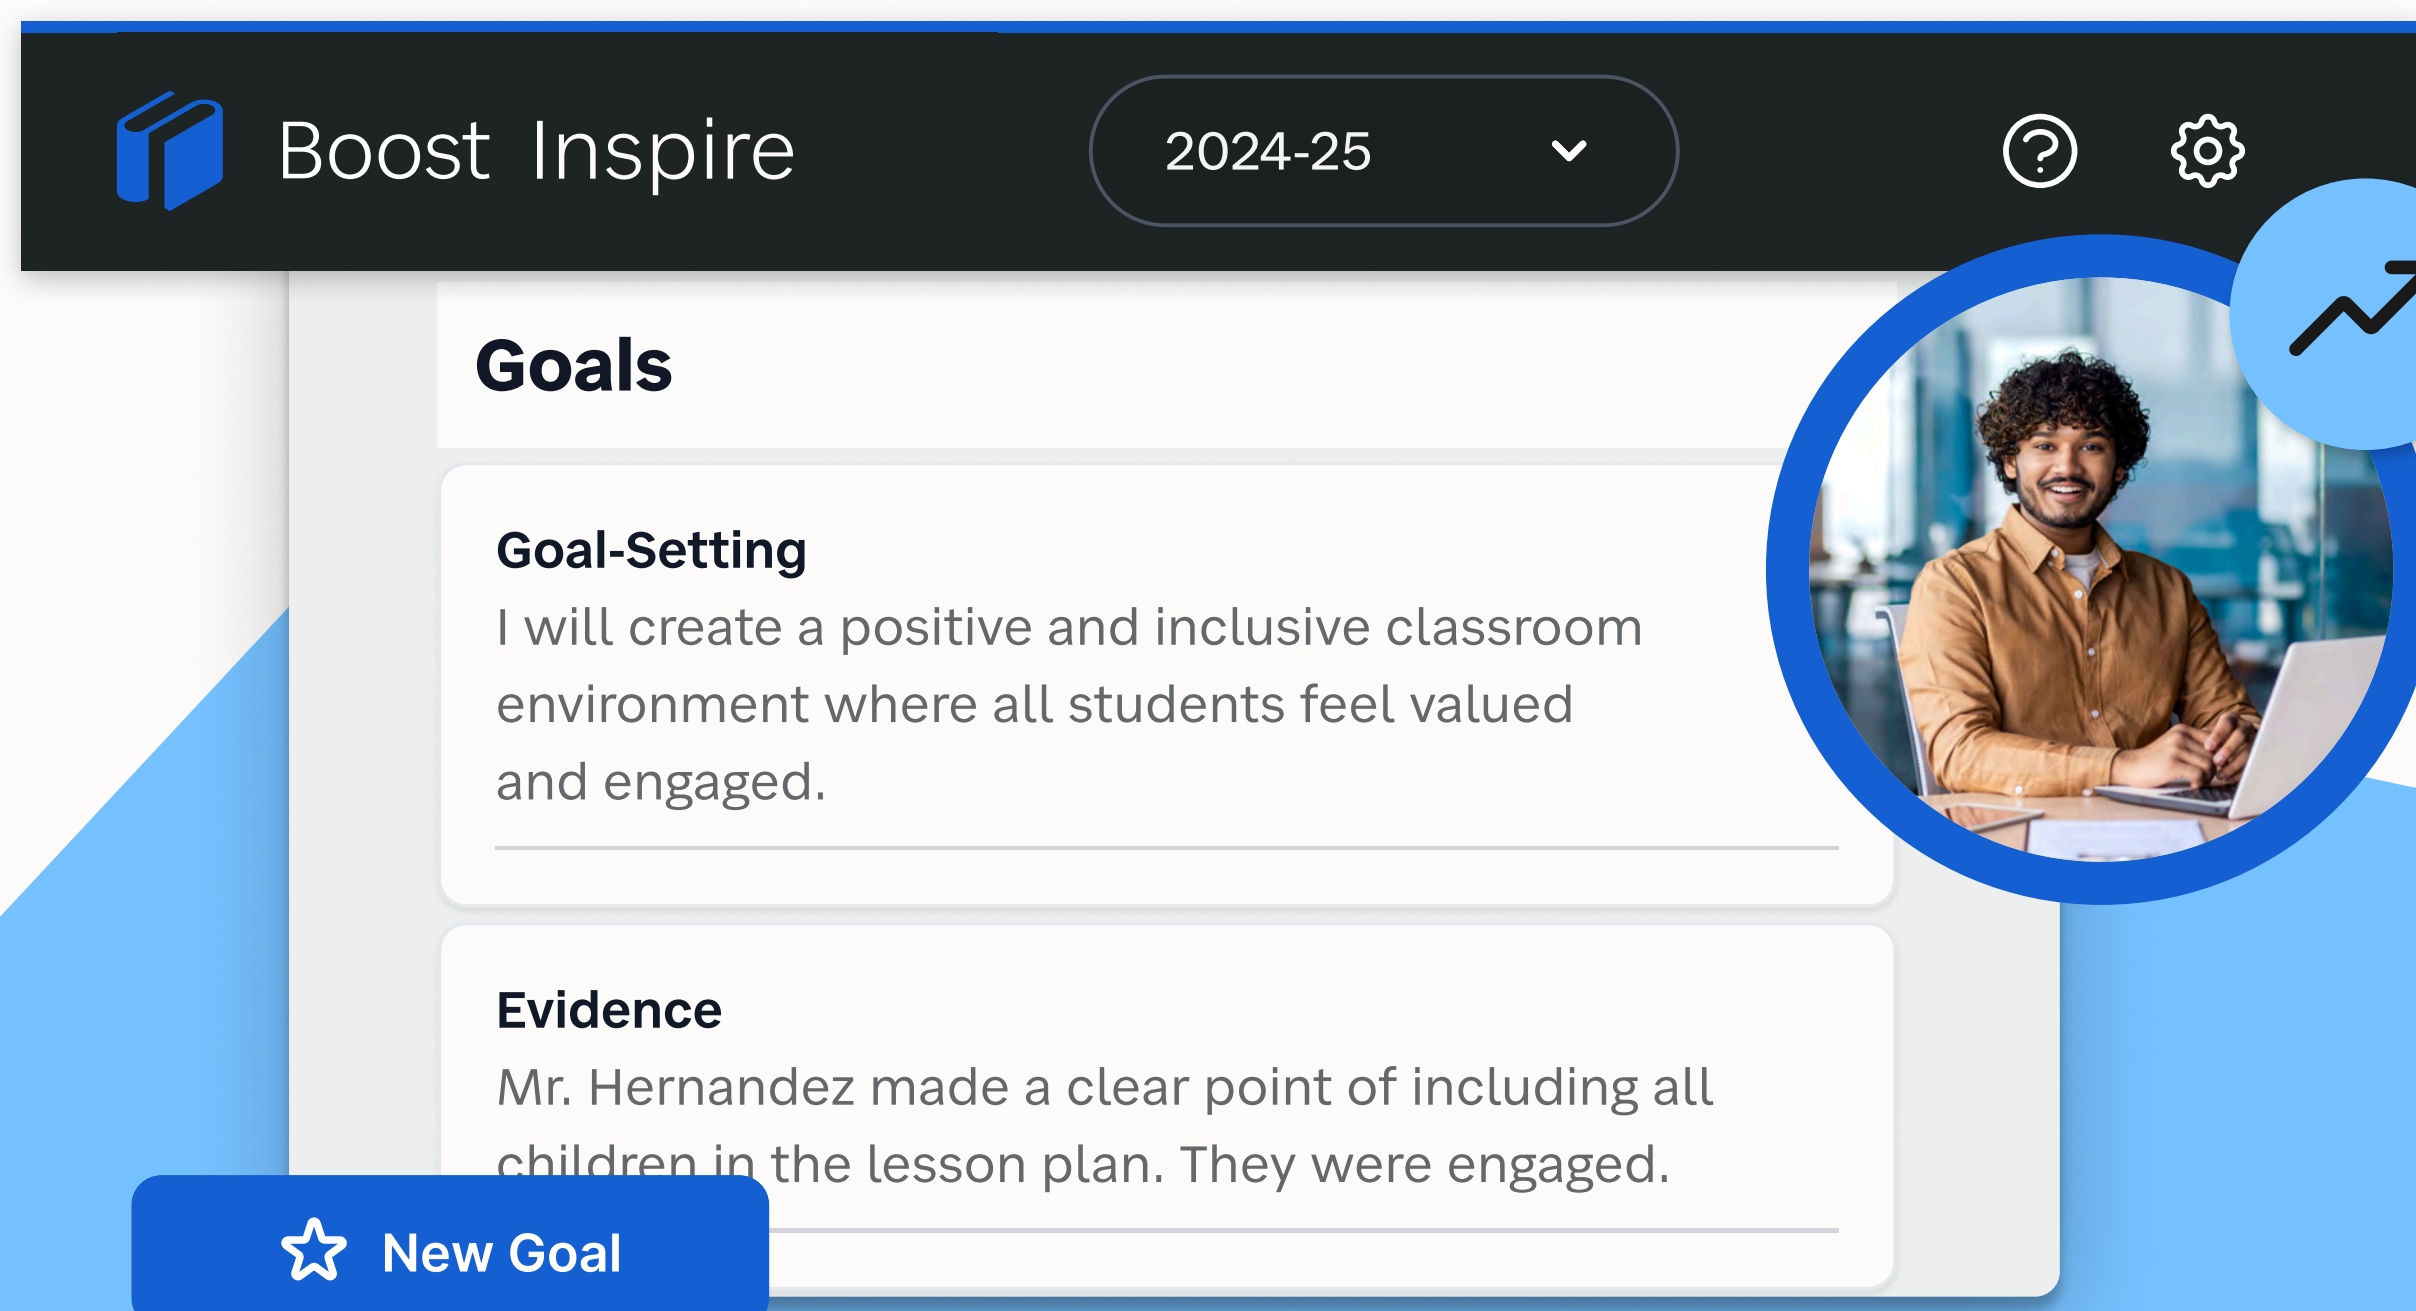 Boost Inspire
2024-25
Goals
Goal-Setting
I will create a positive and inclusive classroom
environment where all students feel valued
and engaged.
Evidence
Mr. Hernandez made a clear point of including all
children in the lesson plan. They were engaged.
New Goal